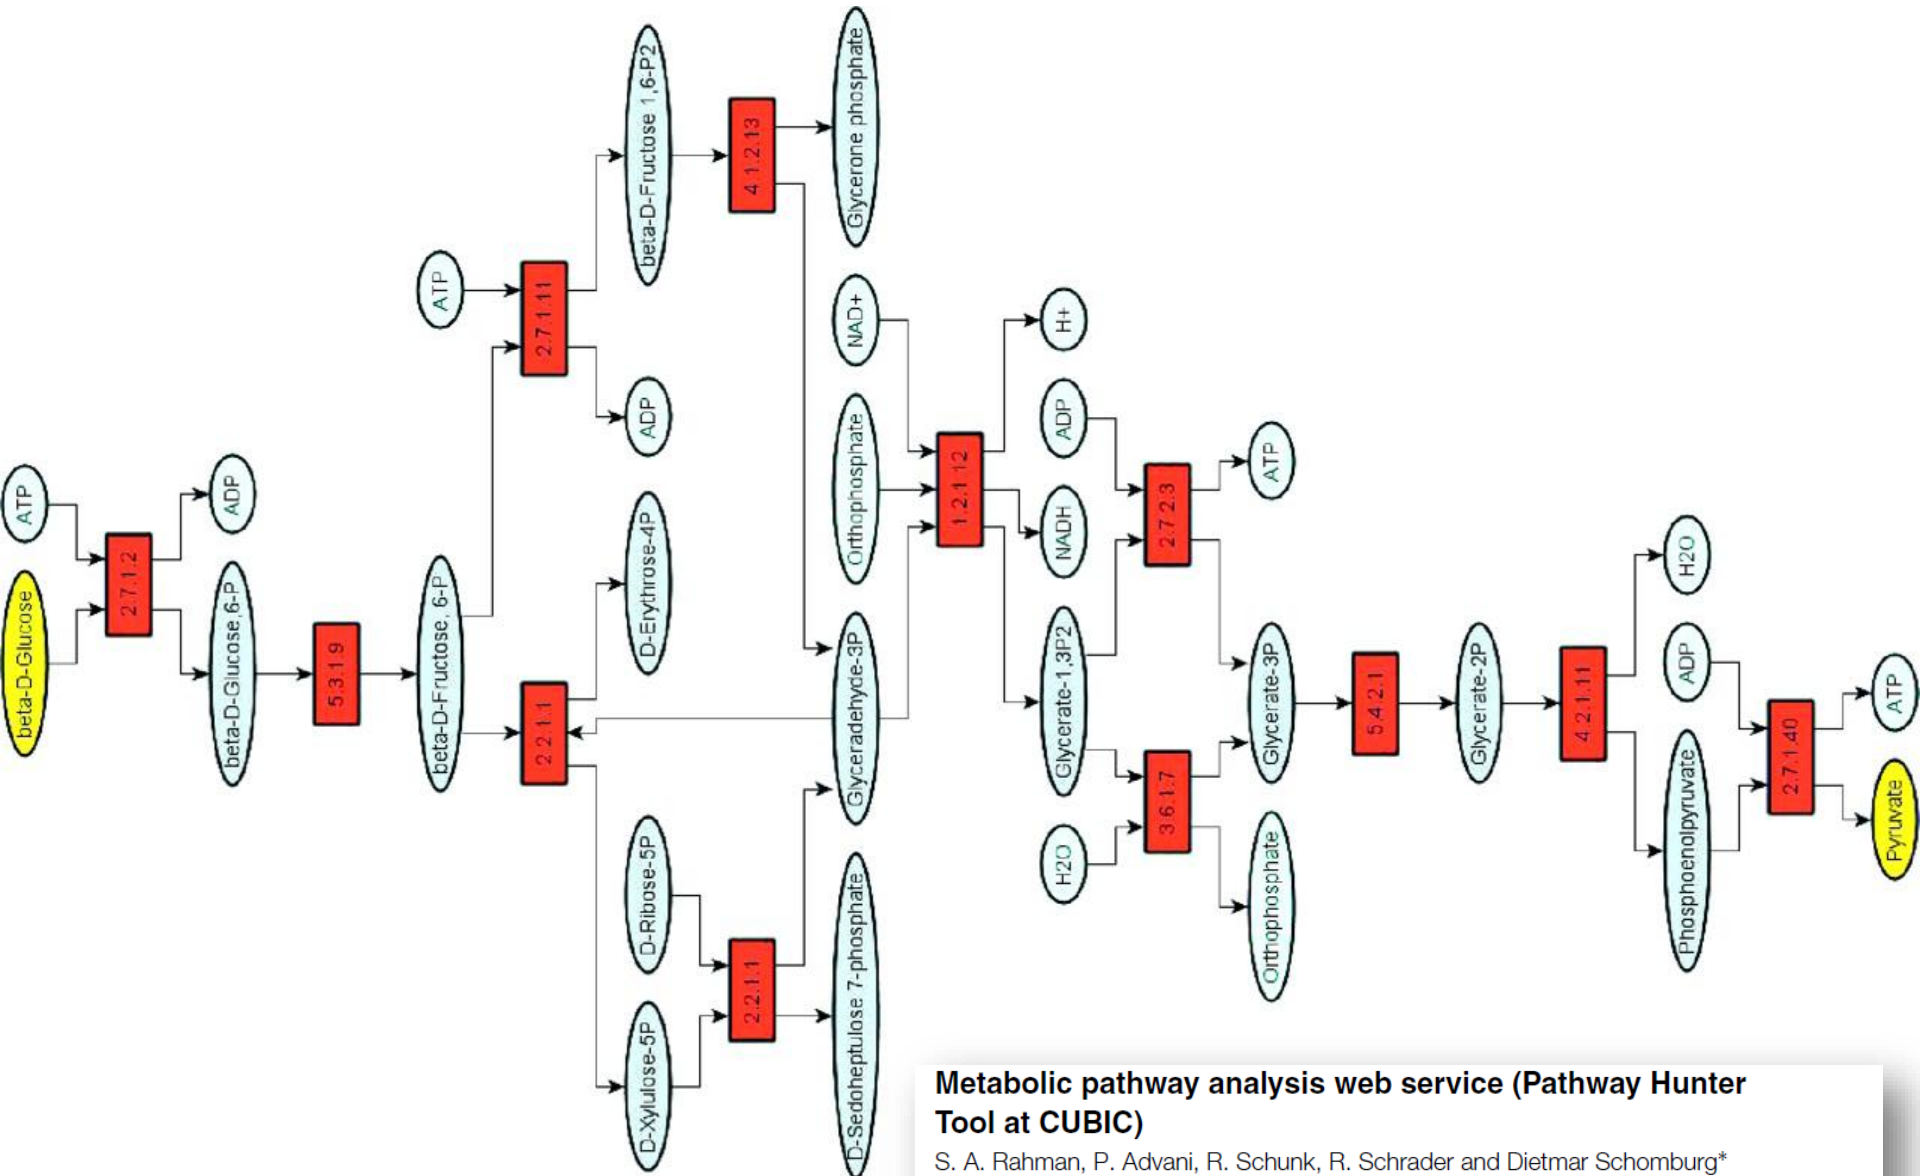 ATP
beta-D-Glucose
2.7.1.2
ADP
beta-D-Glucose,6-P
5.3.1.9
ATP
beta-D-Fructose, 6-P
2.7.1.11
2.2.1.1
beta-D-Fructose 1,6-P2
ADP
D-Erythrose-4P
D-Ribose-5P
D-Xylulose-5P
4.1.2.13
2.2.1.1
Glycerone phosphate
NAD+
Orthophosphate
Glyceradehyde-3P
D-Sedoheptulose 7-phosphate
1.2.1.12
H+
ADP
NADH
Glycerate-1,3P2
H2O
2.7.2.3
3.6.1.7
ATP
Glycerate-3P
Orthophosphate
5.4.2.1
Glycerate-2P
4.2.1.11
H2O
ADP
Phosphoenolpyruvate
2.7.1.40
ATP
Pyruvate
Metabolic pathway analysis web service (Pathway Hunter
Tool at CUBIC)
S. A. Rahman, P. Advani, R. Schunk, R. Schrader and Dietmar Schomburg*